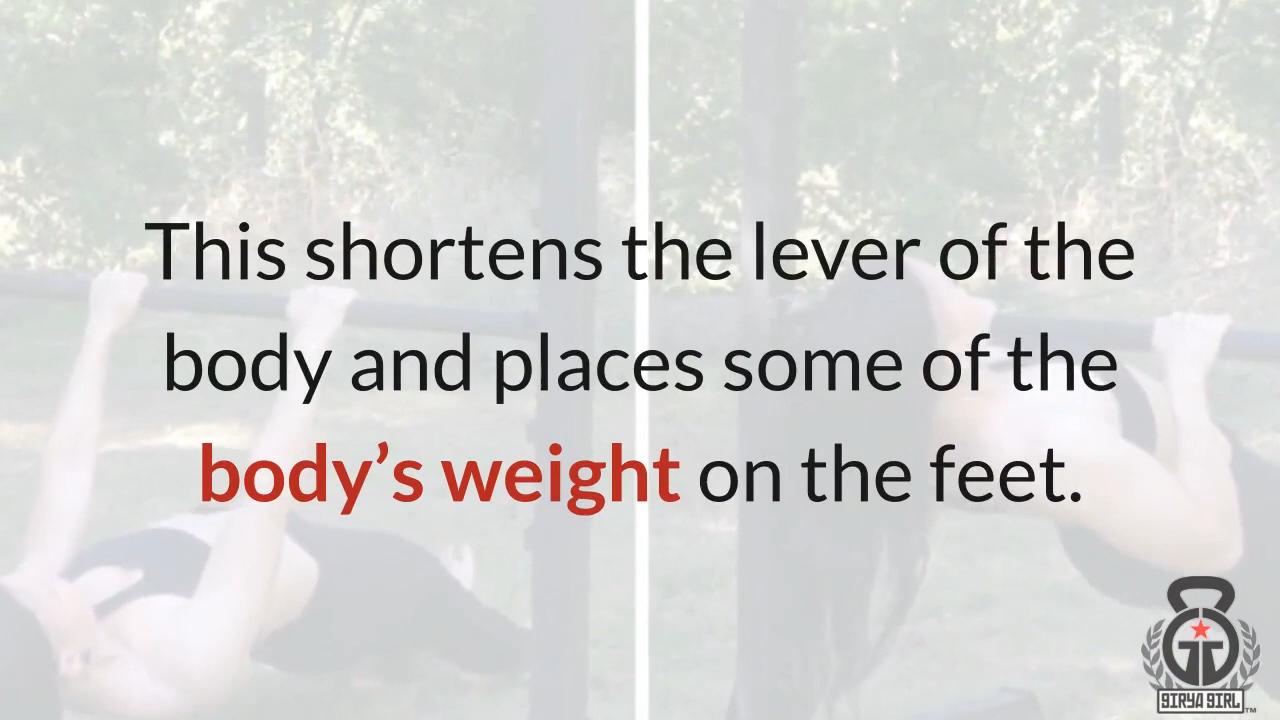 This shortens the lever of the
body and places some of the
body’s weight on the feet.
GIRYA GIRL
TM